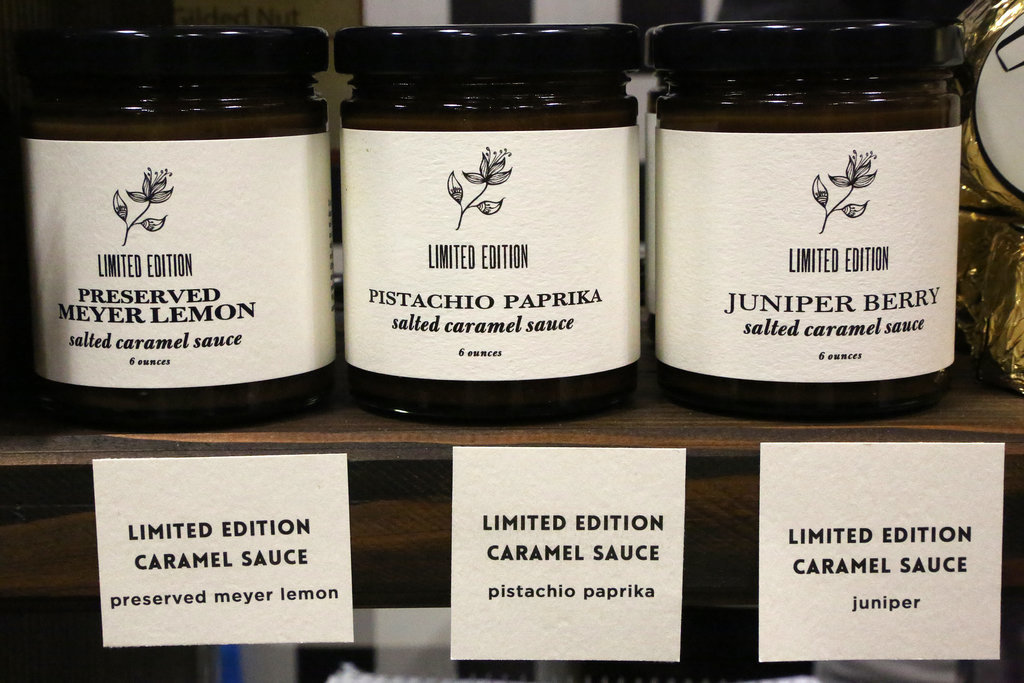 Gilded Nut
LIMITED EDITION
PRESERVED
MEYER LEMON
salted caramel sauce
6 ounces
LIMITED EDITION
PISTACHIO PAPRIKA
salted caramel sauce
6 ounces
LIMITED EDITION
JUNIPER BERRY
salted caramel sauce
6 ounces
LIMITED EDITION
CARAMEL SAUCE
preserved meyer lemon
LIMITED EDITION
CARAMEL SAUCE
pistachio paprika
LIMITED EDITION
CARAMEL SAUCE
juniper